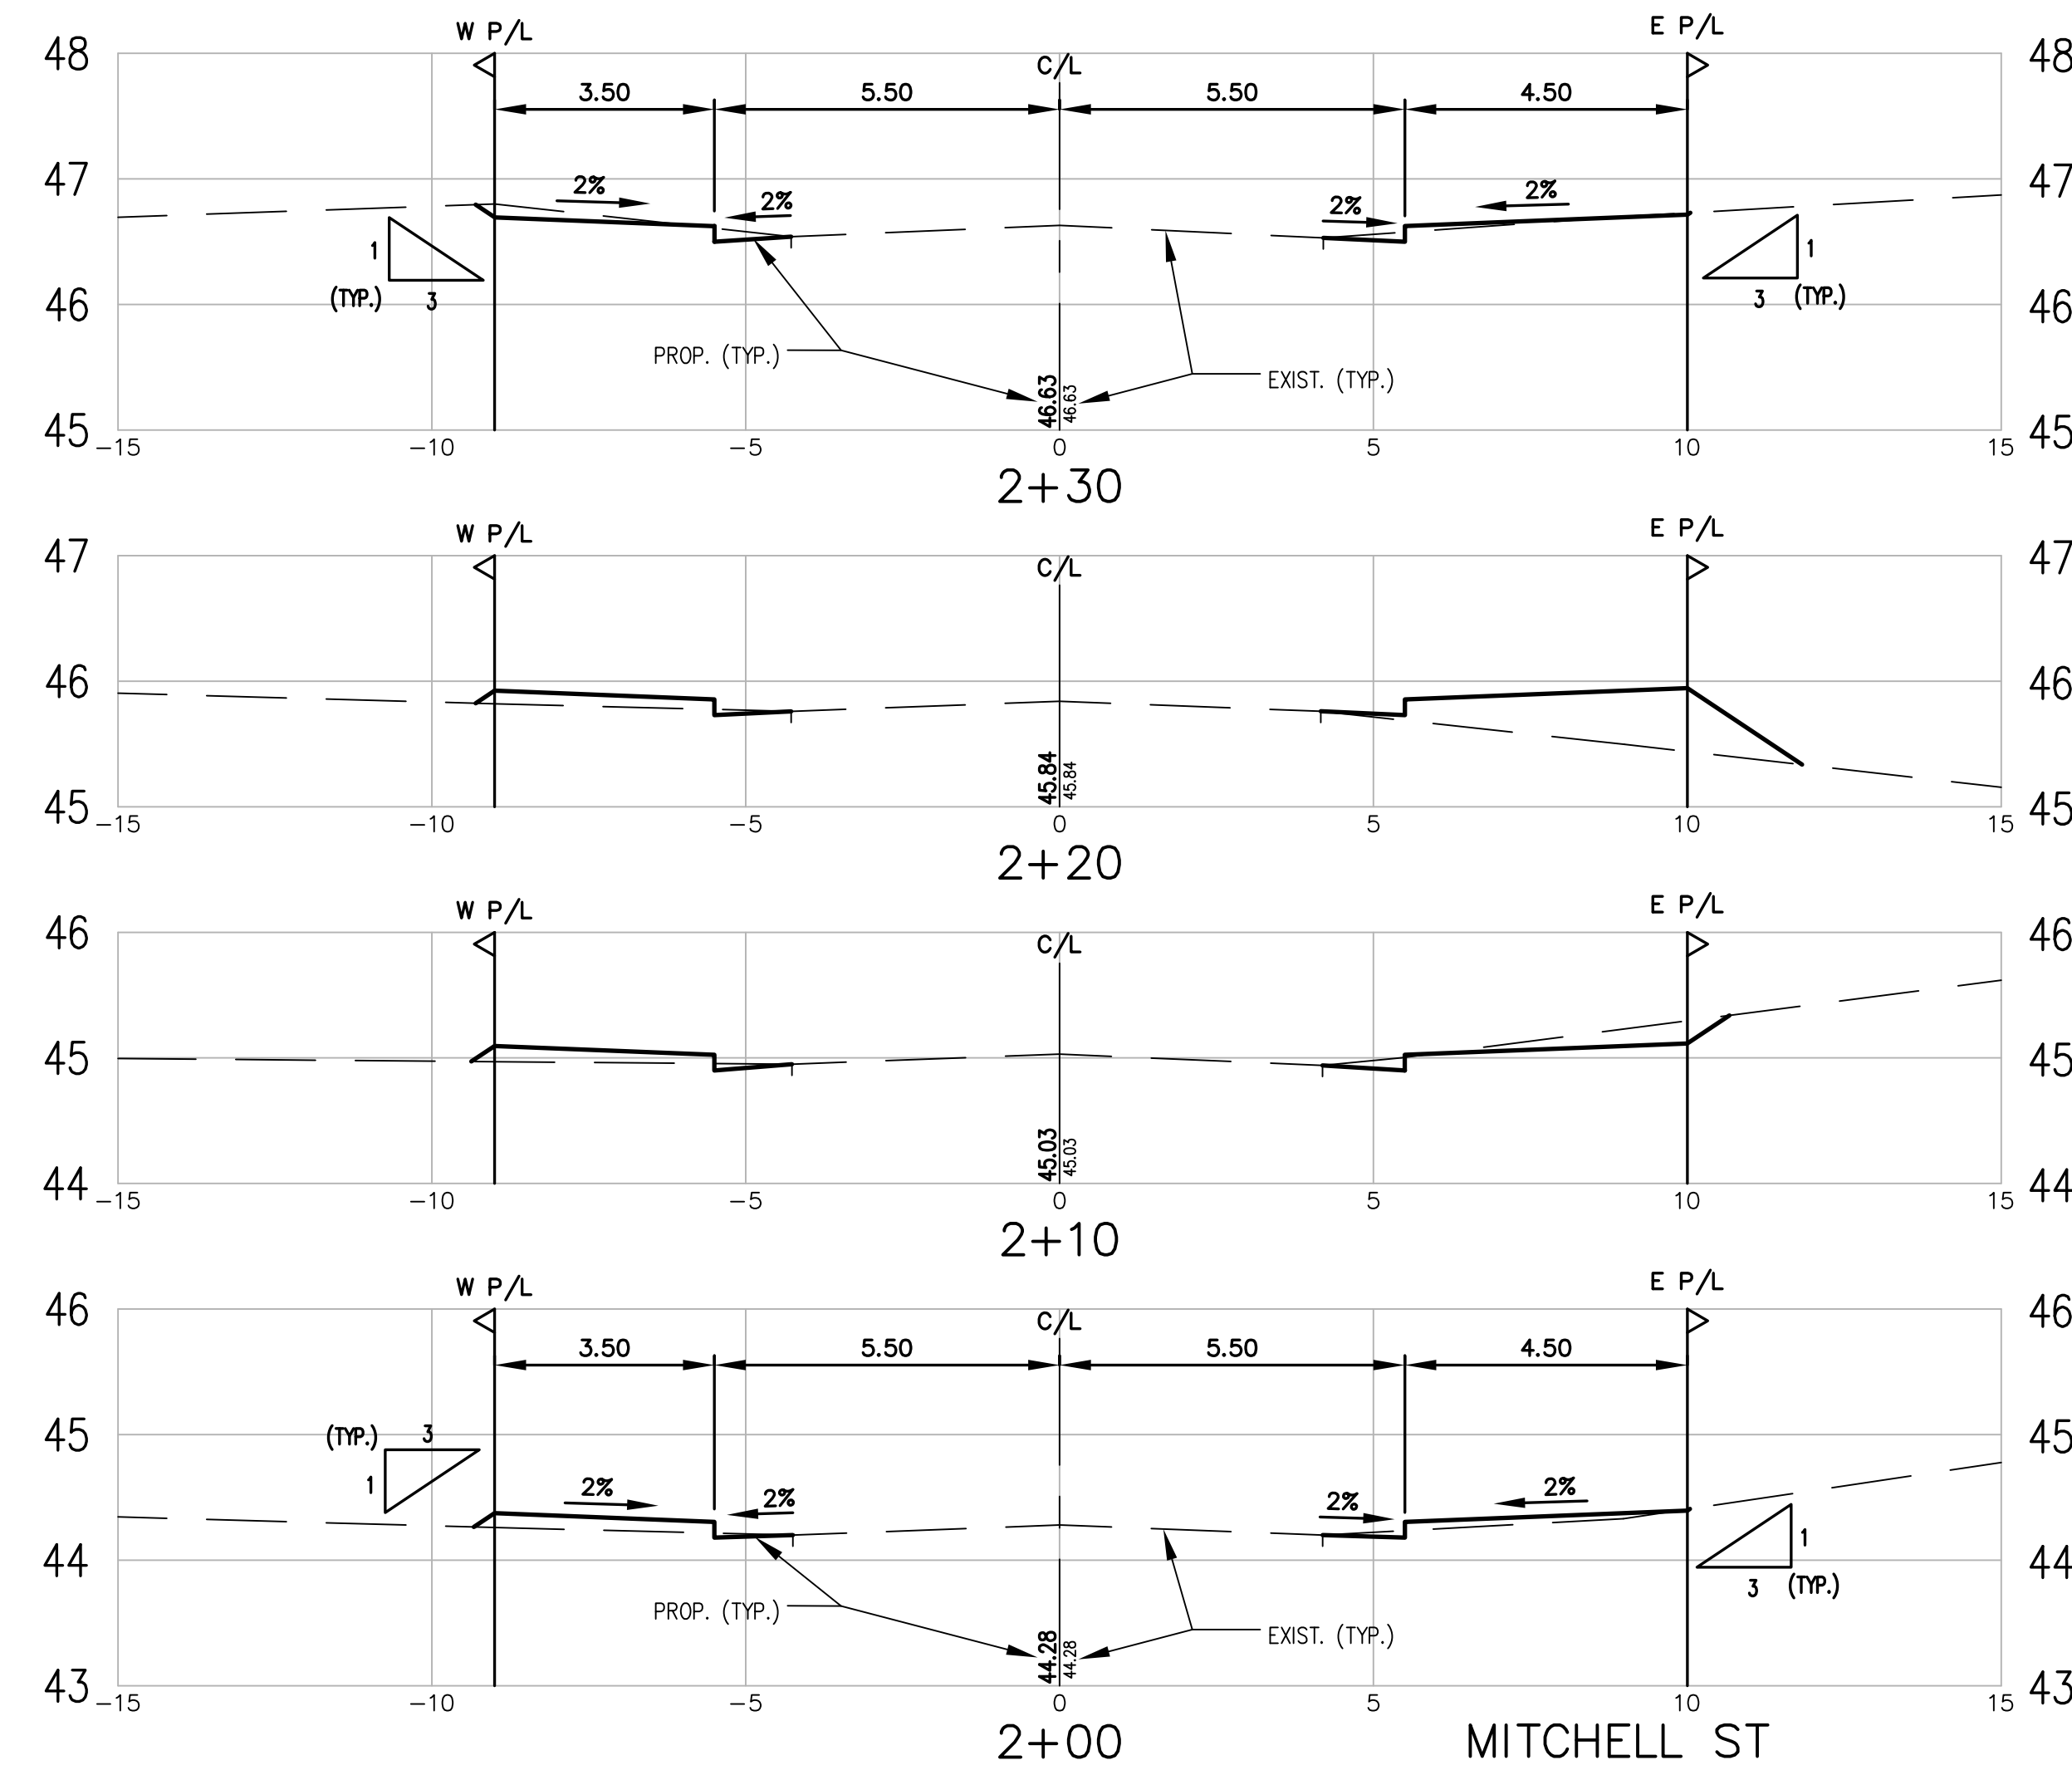 W P/L E P/L
48 C/L 48
3.50 5.50 5.50 4.50
47 47
2% 2% 2% 2%
1 1
(TYP.) 3 3 (TYP.)
46 46
PROP. (TYP.) EXIST. (TYP.)
46.63 46.63
45 45
-15 -10 -5 0 5 10 15
2+30
W P/L E P/L
47 C/L 47
46 46
45.84 45.84
45 45
-15 -10 -5 0 5 10 15
2+20
W P/L E P/L
46 C/L 46
45 45
45.03 45.03
44 44
-15 -10 -5 0 5 10 15
2+10
W P/L E P/L
46 C/L 46
3.50 5.50 5.50 4.50
(TYP.) 3
45 45
1 2% 2% 2% 2%
1
44 44
3 (TYP.)
PROP. (TYP.) EXIST. (TYP.)
44.28 44.28
43 43
-15 -10 -5 0 5 10 15
2+00 MITCHELL ST